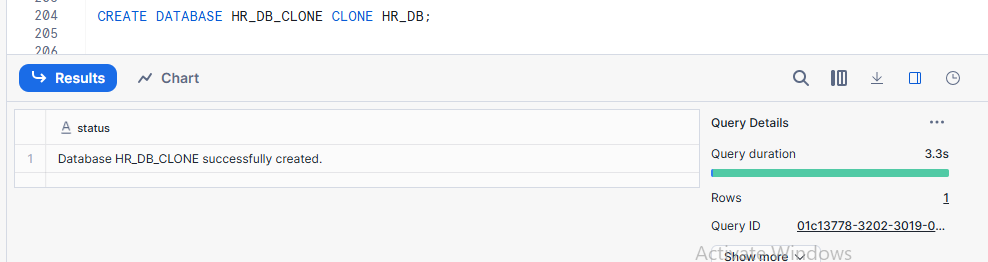 204 CREATE DATABASE HR_DB_CLONE CLONE HR_DB;
205
206
Results Chart
A status
1 Database HR_DB_CLONE successfully created.
Query Details ...
Query duration 3.3s
Rows 1
Query ID 01c13778-3202-3019-0...
Show more
Activate Windows